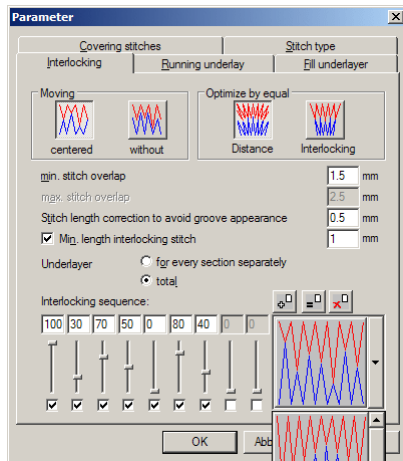 Parameter
Covering stitches
Stitch type
Interlocking
Running underlay
Fill underlayer
Moving
Optimize by equal
centered
without
Distance
Interlocking
min. stitch overlap 1.5 mm
max. stitch overlap 2.5 mm
Stitch length correction to avoid groove appearance 0.5 mm
Min. length interlocking stitch 1 mm
Underlayer
for every section separately
total
Interlocking sequence:
100 30 70 50 0 80 40 0 0
OK
Abb